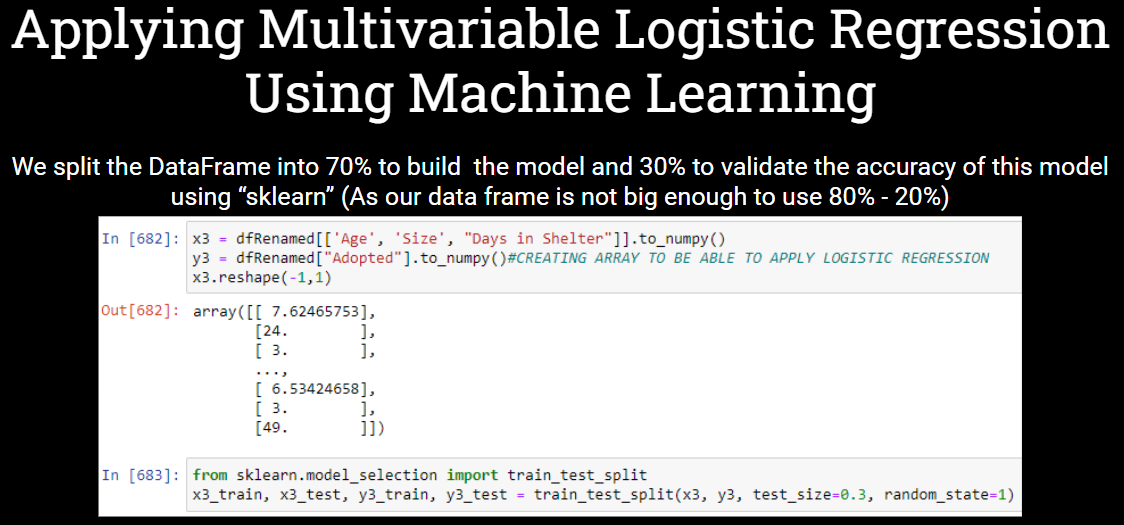 Applying Multivariable Logistic Regression
Using Machine Learning
We split the DataFrame into 70% to build  the model and 30% to validate the accuracy of this model
using “sklearn” (As our data frame is not big enough to use 80% - 20%)
In [682]: x3 = dfRenamed[['Age', 'Size', "Days in Shelter"]].to_numpy()
y3 = dfRenamed["Adopted"].to_numpy()#CREATING ARRAY TO BE ABLE TO APPLY LOGISTIC REGRESSION
x3.reshape(-1,1)
Out[682]: array([[ 7.62465753],
[24.        ],
[ 3.        ],
...,
[ 6.53424658],
[ 3.        ],
[49.        ]])
In [683]: from sklearn.model_selection import train_test_split
x3_train, x3_test, y3_train, y3_test = train_test_split(x3, y3, test_size=0.3, random_state=1)